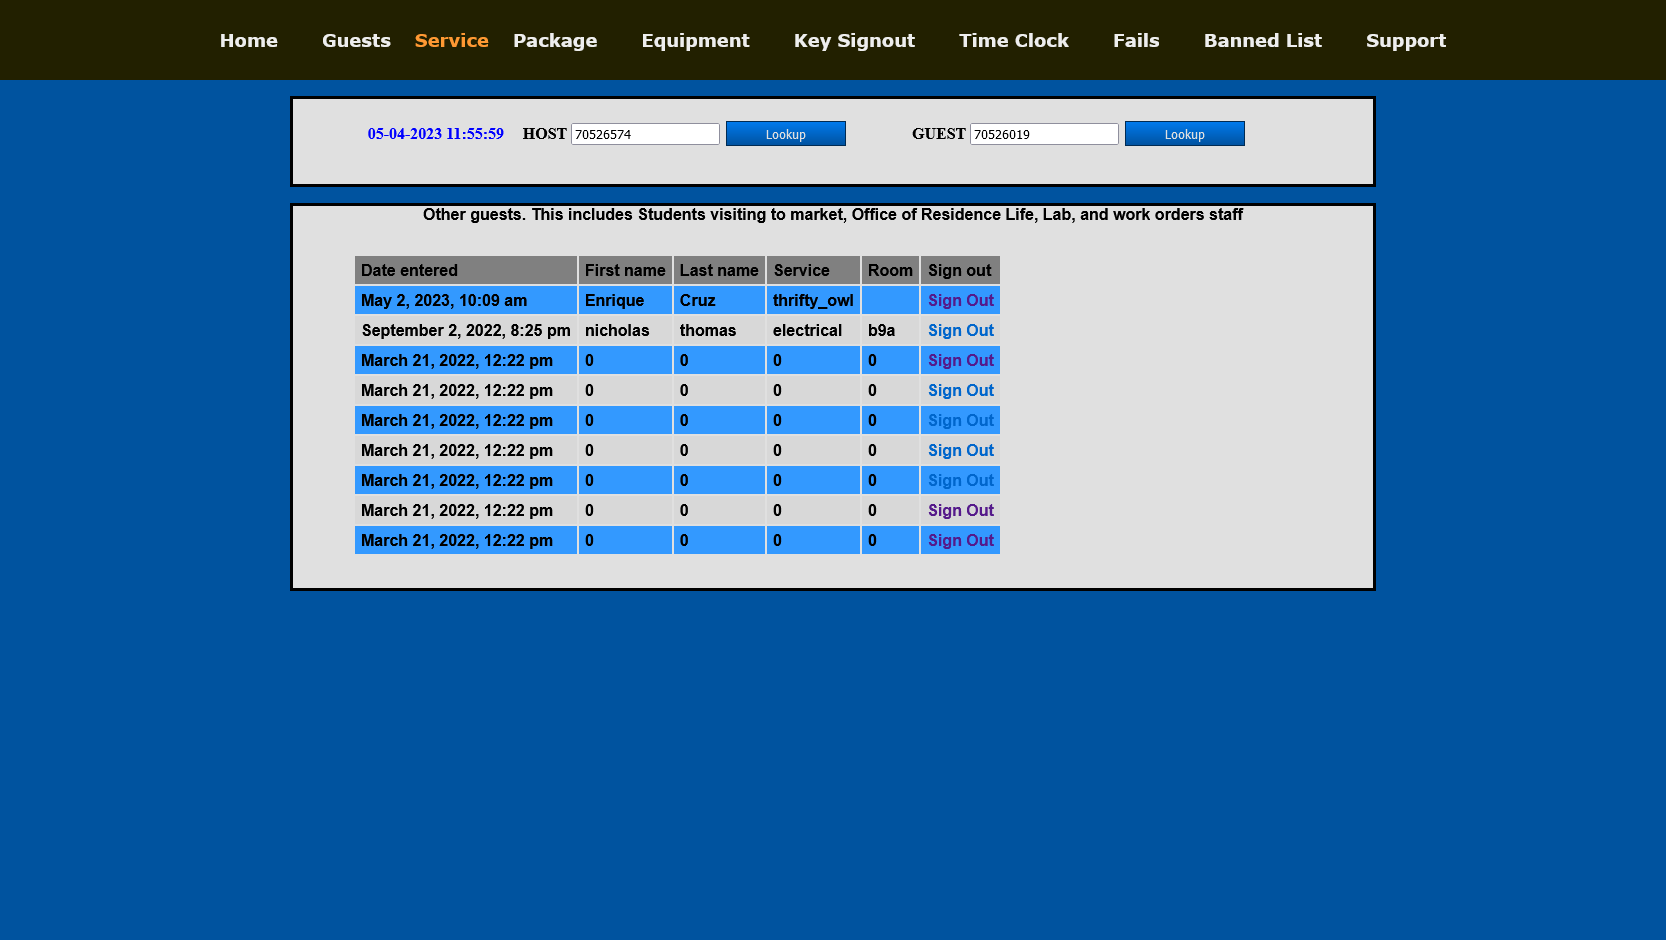 Home Guests Service Package Equipment Key Signout Time Clock Fails Banned List Support
05-04-2023 11:55:59 HOST 70526574 Lookup GUEST 70526019 Lookup
Other guests. This includes Students visiting to market, Office of Residence Life, Lab, and work orders staff
Date entered First name Last name Service Room Sign out
May 2, 2023, 10:09 am Enrique Cruz thrifty_owl Sign Out
September 2, 2022, 8:25 pm nicholas thomas electrical b9a Sign Out
March 21, 2022, 12:22 pm 0 0 0 0 Sign Out
March 21, 2022, 12:22 pm 0 0 0 0 Sign Out
March 21, 2022, 12:22 pm 0 0 0 0 Sign Out
March 21, 2022, 12:22 pm 0 0 0 0 Sign Out
March 21, 2022, 12:22 pm 0 0 0 0 Sign Out
March 21, 2022, 12:22 pm 0 0 0 0 Sign Out
March 21, 2022, 12:22 pm 0 0 0 0 Sign Out